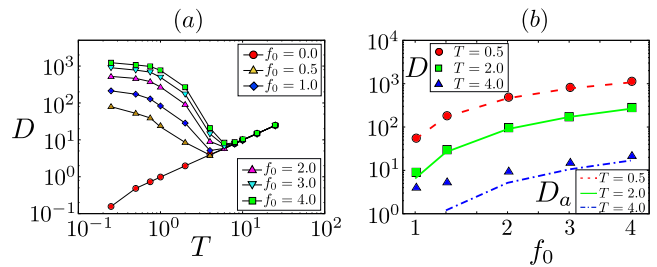 (a)
D
10³
10²
10¹
10⁰
10⁻¹
10⁻¹ 10⁰ 10¹ 10²
T
f₀ = 0.0
f₀ = 0.5
f₀ = 1.0
f₀ = 2.0
f₀ = 3.0
f₀ = 4.0
(b)
10⁴
10³
10²
10¹
10⁰
1 2 3 4
f₀
D
T = 0.5
T = 2.0
T = 4.0
Dₐ
T = 0.5
T = 2.0
T = 4.0